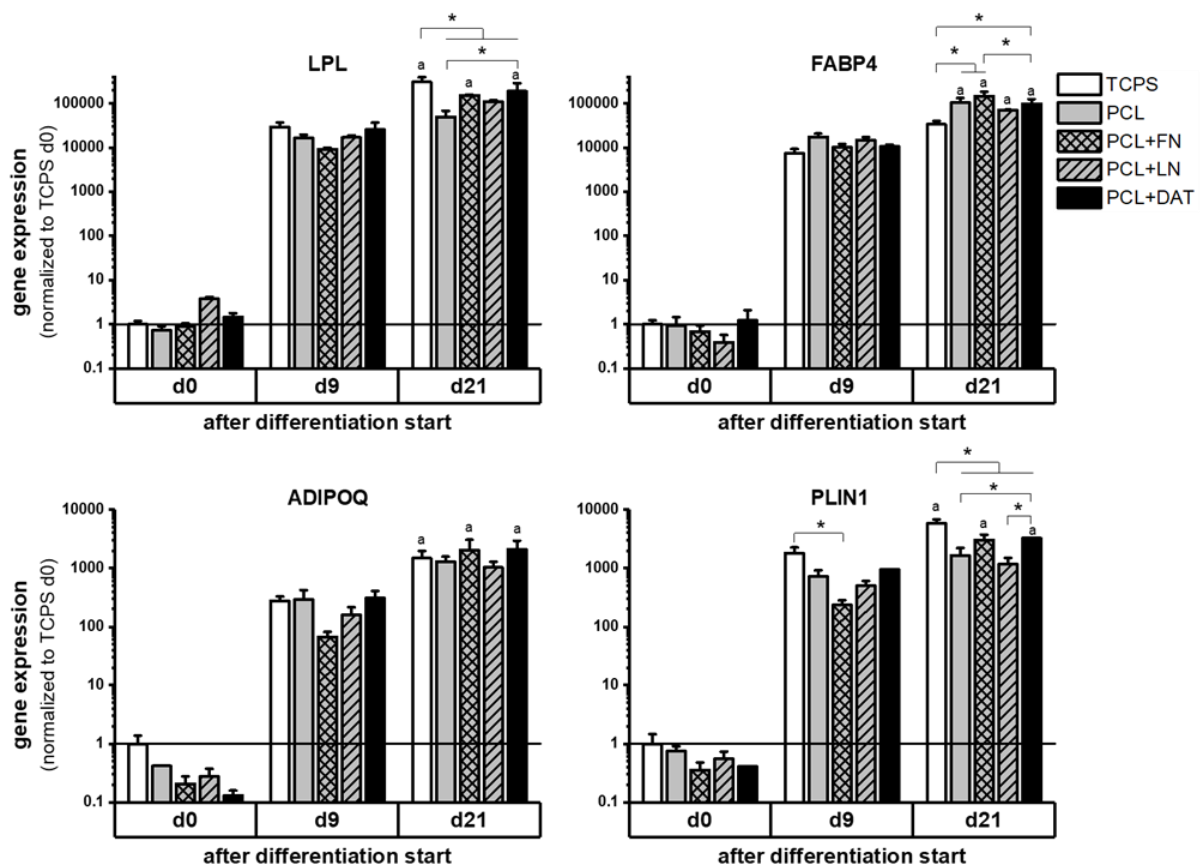 * *
* * *
LPL FABP4
a a a a a a a
gene expression
(normalized to TCPS d0)
100000
10000
1000
100
10
1
0.1
d0 d9 d21
after differentiation start
100000
10000
1000
100
10
1
0.1
d0 d9 d21
after differentiation start
TCPS
PCL
PCL+FN
PCL+LN
PCL+DAT
ADIPOQ
a a a
gene expression
(normalized to TCPS d0)
10000
1000
100
10
1
0.1
d0 d9 d21
after differentiation start
*
*
PLIN1
* *
a a a
10000
1000
100
10
1
0.1
d0 d9 d21
after differentiation start